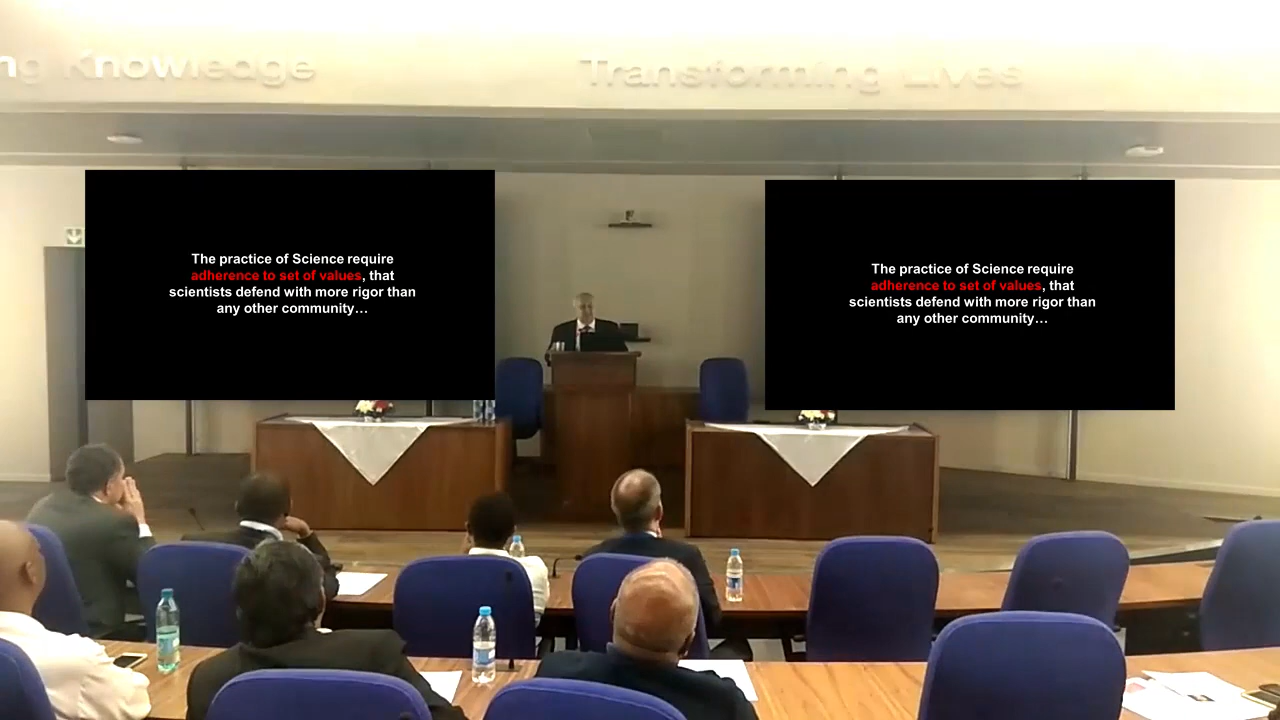 ng Knowledge
Transforming Lives
The practice of Science require
adherence to set of values, that
scientists defend with more rigor than
any other community…
The practice of Science require
adherence to set of values, that
scientists defend with more rigor than
any other community…